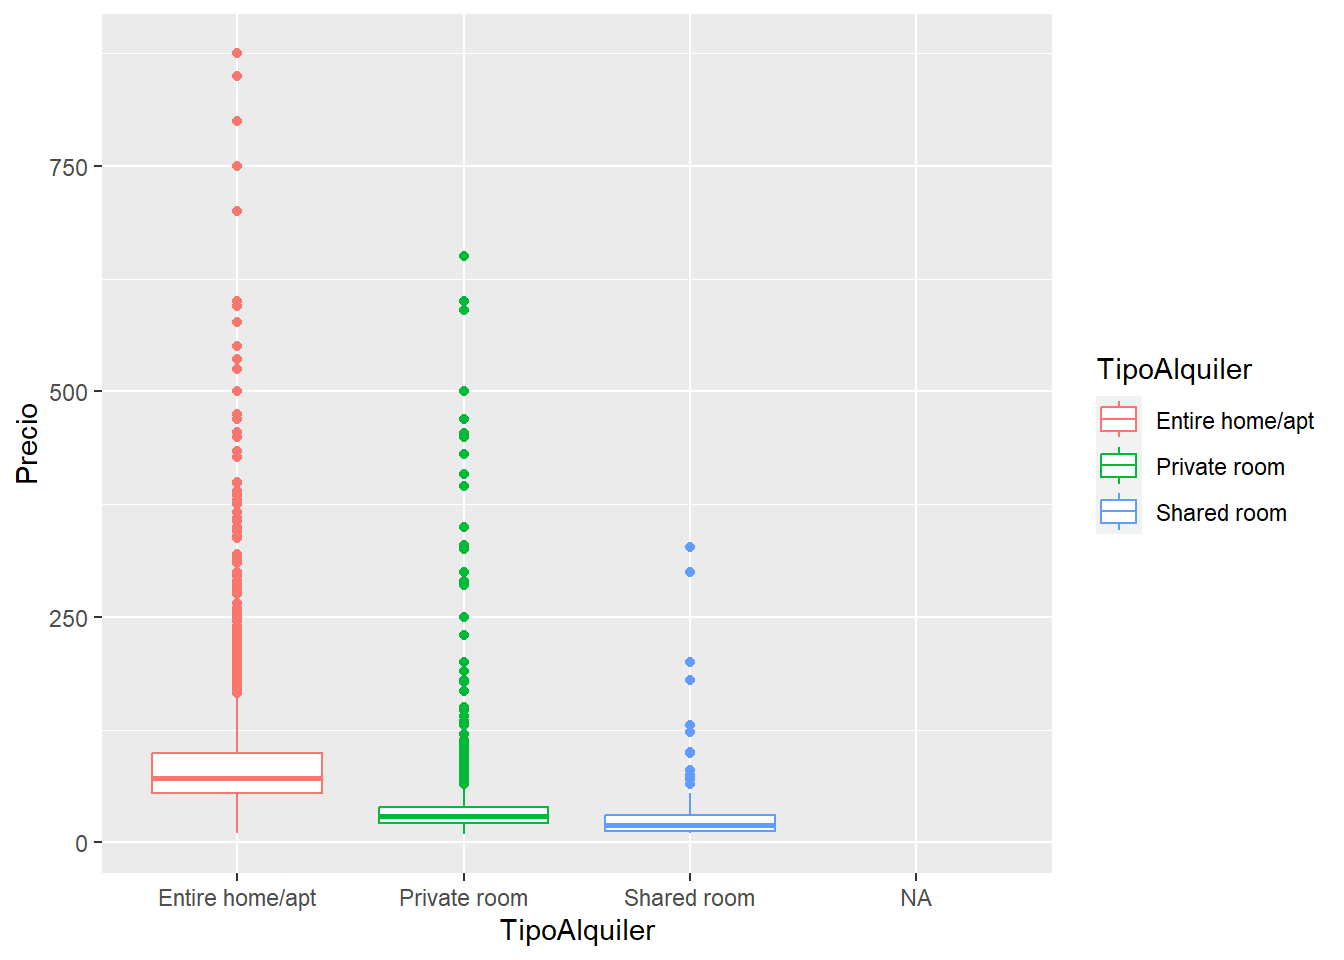 Precio
750
500
250
0
Entire home/apt
Private room
Shared room
NA
TipoAlquiler
TipoAlquiler
Entire home/apt
Private room
Shared room